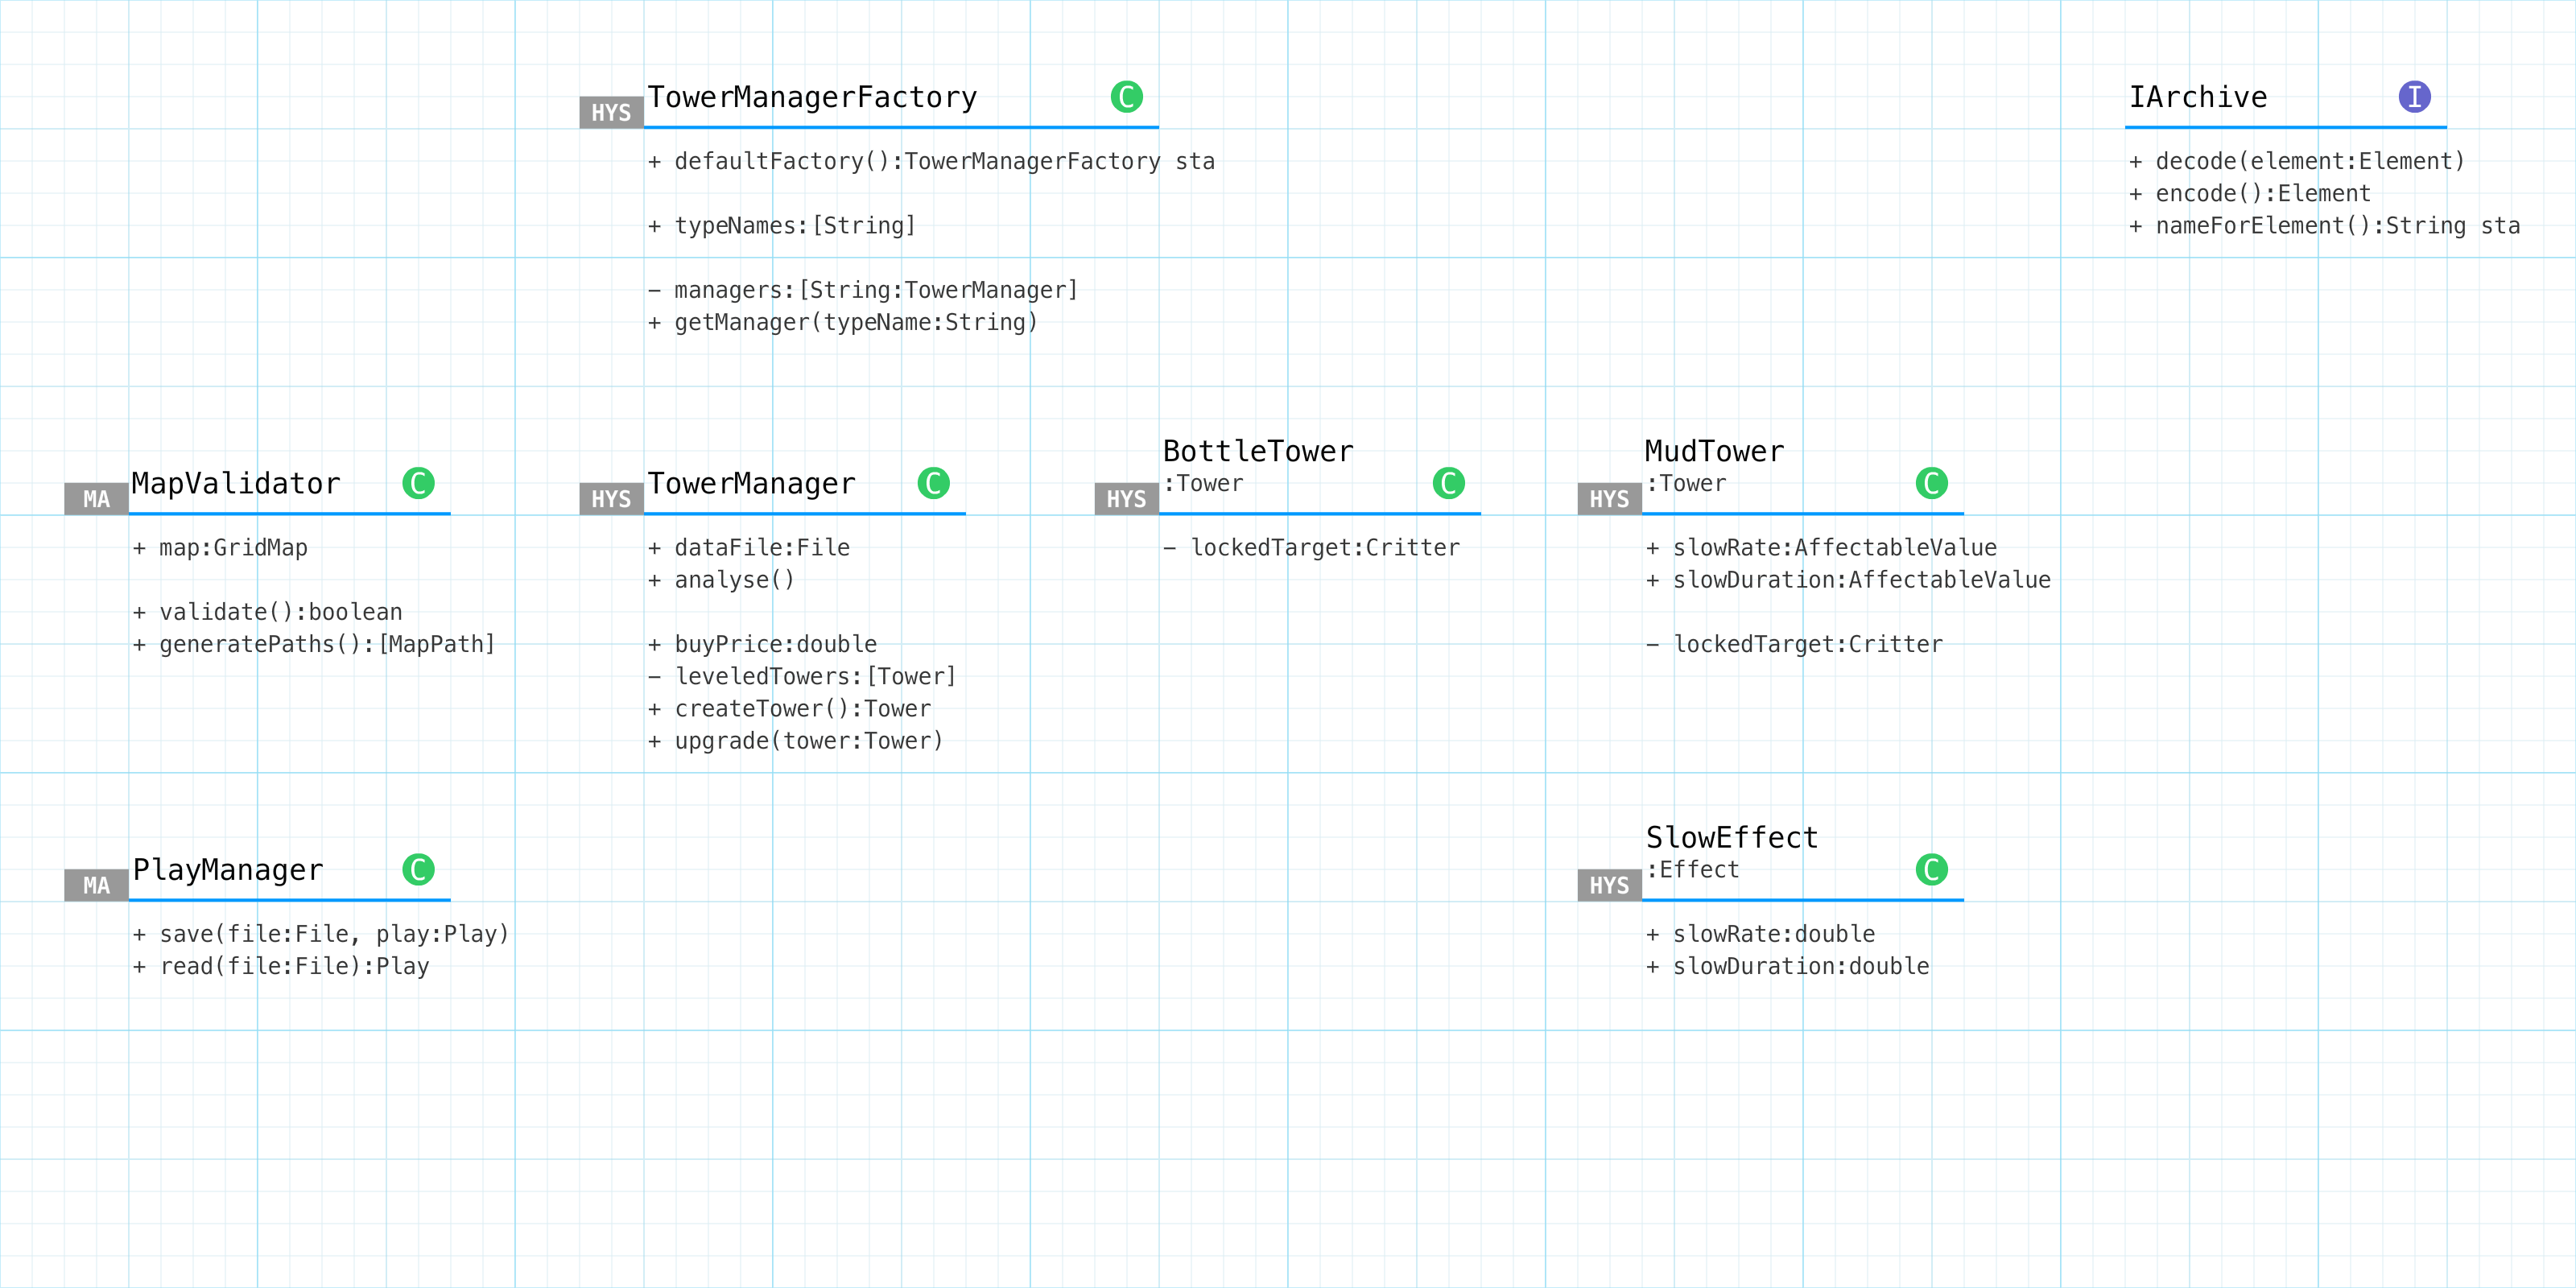 HYS
TowerManagerFactory
C
+ defaultFactory():TowerManagerFactory sta
+ typeNames:[String]
− managers:[String:TowerManager]
+ getManager(typeName:String)
IArchive
I
+ decode(element:Element)
+ encode():Element
+ nameForElement():String sta
MA
MapValidator
C
+ map:GridMap
+ validate():boolean
+ generatePaths():[MapPath]
HYS
TowerManager
C
+ dataFile:File
+ analyse()
+ buyPrice:double
− leveledTowers:[Tower]
+ createTower():Tower
+ upgrade(tower:Tower)
HYS
BottleTower
:Tower
C
− lockedTarget:Critter
HYS
MudTower
:Tower
C
+ slowRate:AffectableValue
+ slowDuration:AffectableValue
− lockedTarget:Critter
MA
PlayManager
C
+ save(file:File, play:Play)
+ read(file:File):Play
HYS
SlowEffect
:Effect
C
+ slowRate:double
+ slowDuration:double